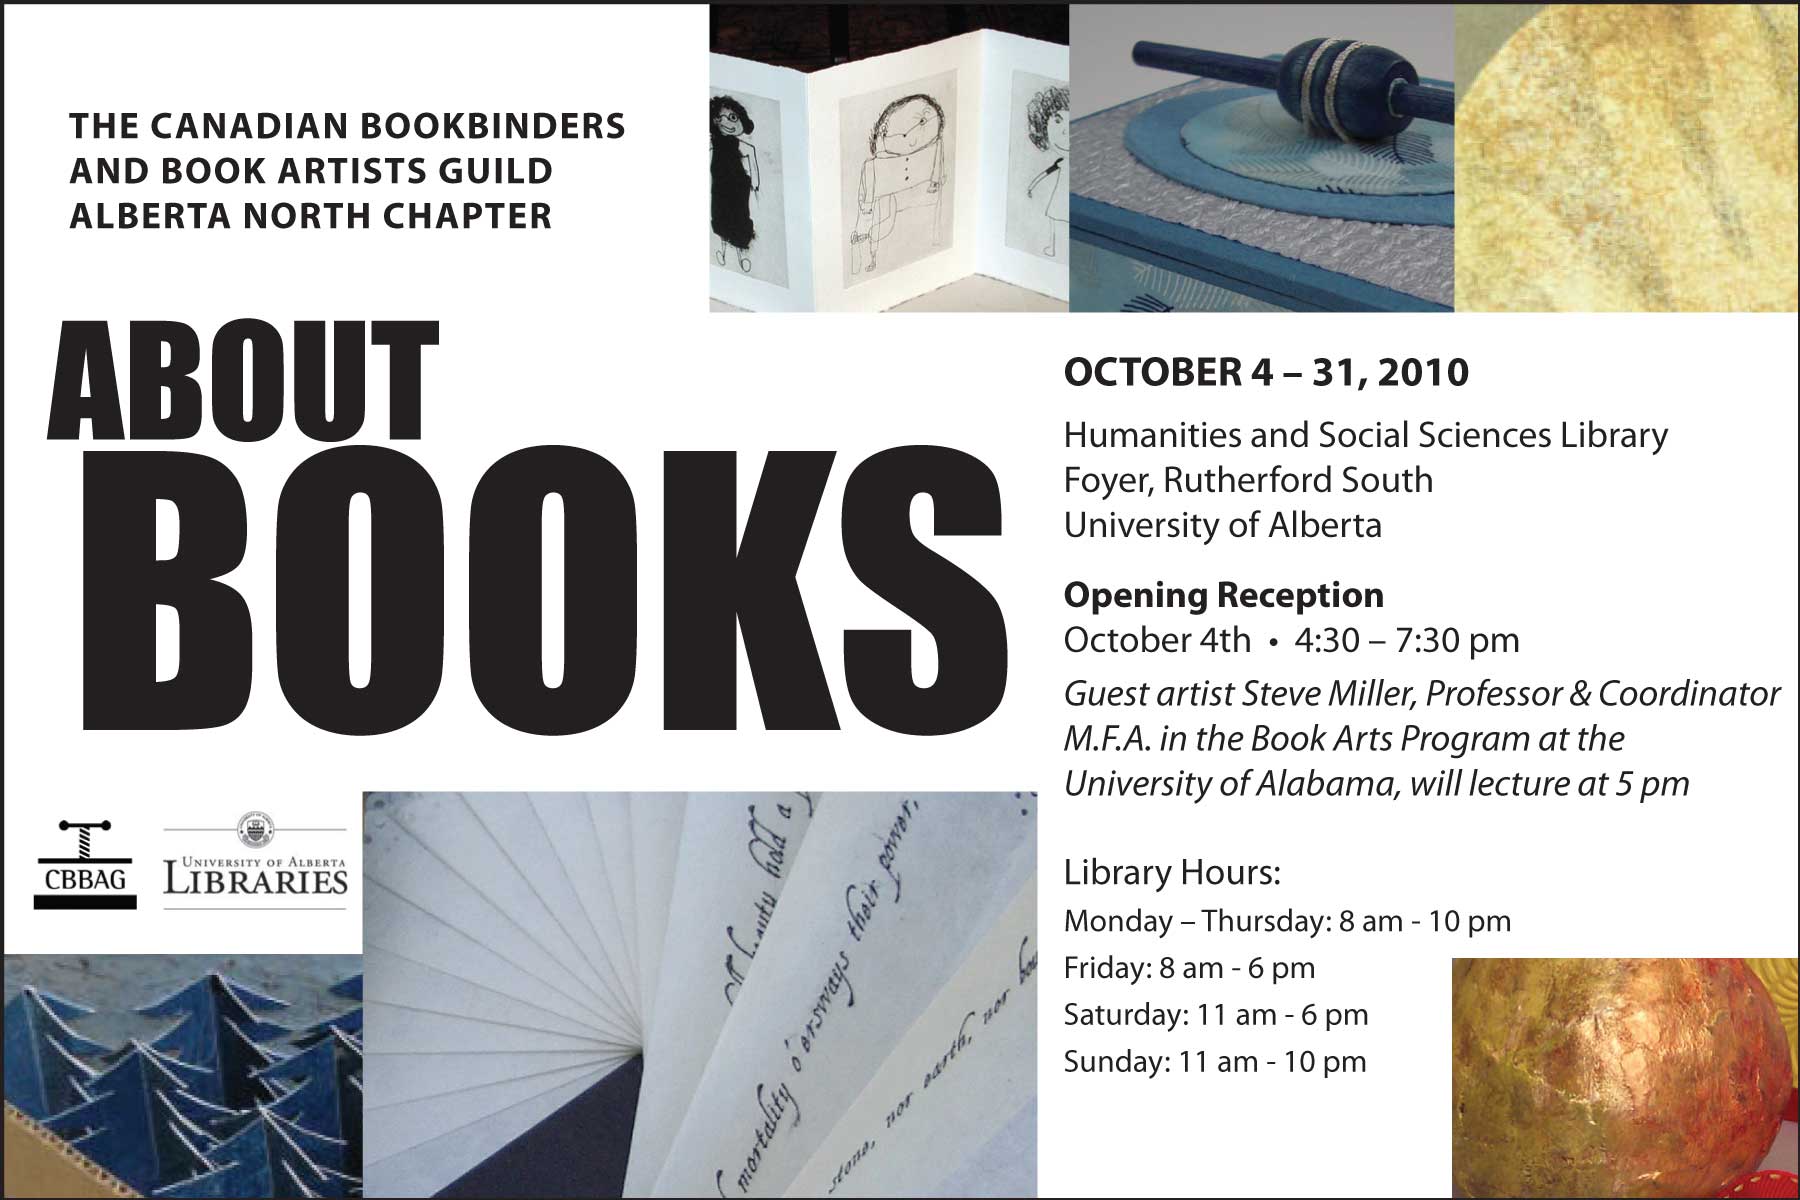 THE CANADIAN BOOKBINDERS
AND BOOK ARTISTS GUILD
ALBERTA NORTH CHAPTER
ABOUT
BOOKS
OCTOBER 4 – 31, 2010
Humanities and Social Sciences Library
Foyer, Rutherford South
University of Alberta
Opening Reception
October 4th • 4:30 – 7:30 pm
Guest artist Steve Miller, Professor & Coordinator
M.F.A. in the Book Arts Program at the
University of Alabama, will lecture at 5 pm
Library Hours:
Monday – Thursday: 8 am - 10 pm
Friday: 8 am - 6 pm
Saturday: 11 am - 6 pm
Sunday: 11 am - 10 pm
CBBAG
UNIVERSITY OF ALBERTA
LIBRARIES
hold a
mortality o'ersways their power,
stone, nor earth, nor